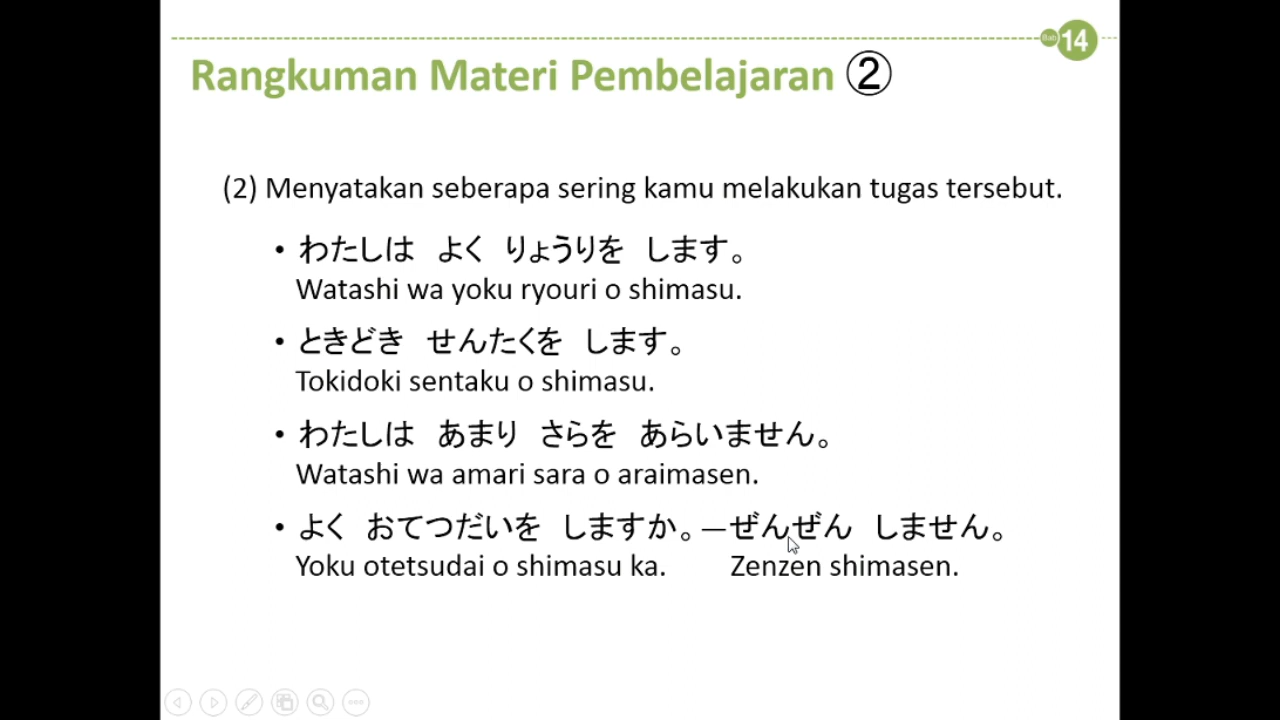 Bab 14
Rangkuman Materi Pembelajaran ②
(2) Menyatakan seberapa sering kamu melakukan tugas tersebut.
• わたしは　よく　りょうりを　します。
Watashi wa yoku ryouri o shimasu.
• ときどき　せんたくを　します。
Tokidoki sentaku o shimasu.
• わたしは　あまり　さらを　あらいません。
Watashi wa amari sara o araimasen.
• よく　おてつだいを　しますか。—ぜんぜん　しません。
Yoku otetsudai o shimasu ka.　　Zenzen shimasen.